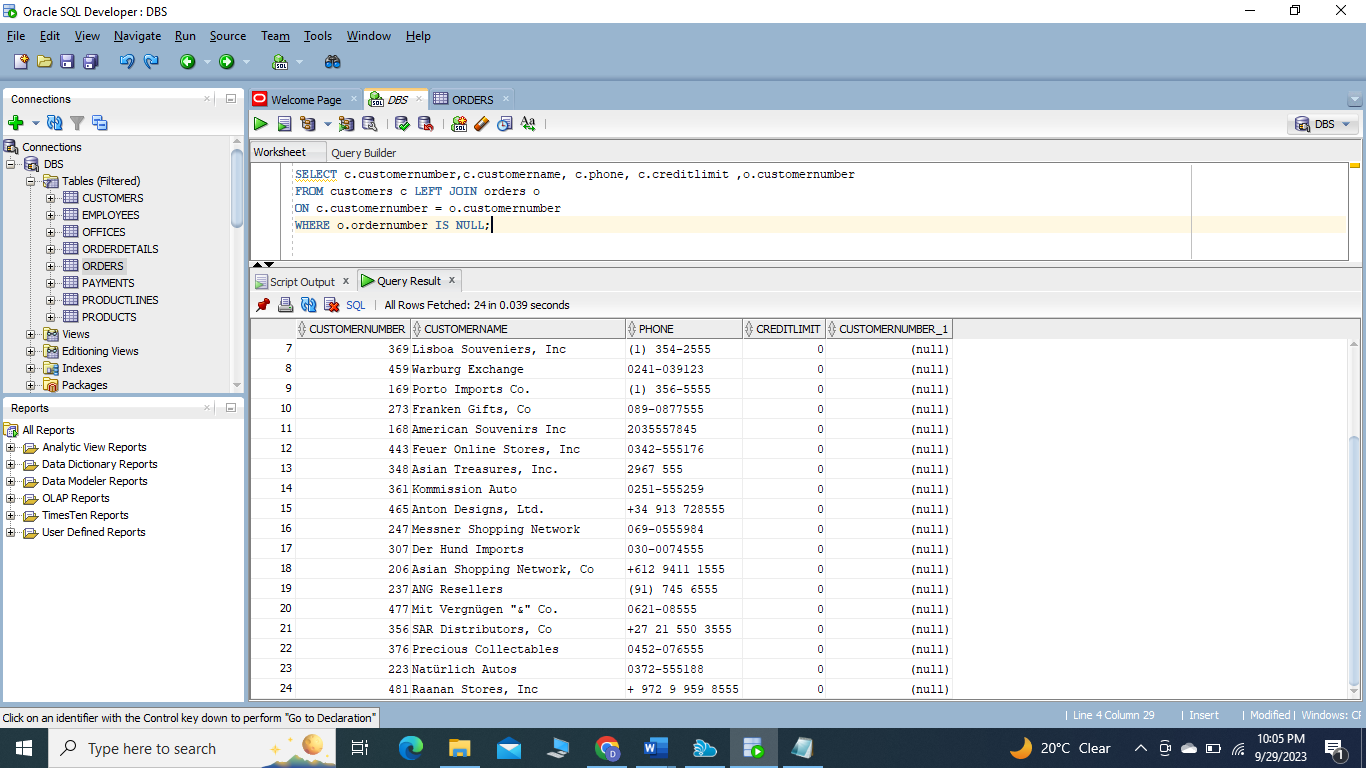 Oracle SQL Developer : DBS
File Edit View Navigate Run Source Team Tools Window Help
Connections
Connections
DBS
Tables (Filtered)
CUSTOMERS
EMPLOYEES
OFFICES
ORDERDETAILS
ORDERS
PAYMENTS
PRODUCTLINES
PRODUCTS
Views
Editioning Views
Indexes
Packages
Reports
All Reports
Analytic View Reports
Data Dictionary Reports
Data Modeler Reports
OLAP Reports
TimesTen Reports
User Defined Reports
Welcome Page DBS ORDERS
DBS
Worksheet Query Builder
SELECT c.customernumber,c.customername, c.phone, c.creditlimit ,o.customernumber
FROM customers c LEFT JOIN orders o
ON c.customernumber = o.customernumber
WHERE o.ordernumber IS NULL;
Script Output x Query Result x
SQL | All Rows Fetched: 24 in 0.039 seconds
CUSTOMERNUMBER CUSTOMERNAME PHONE CREDITLIMIT CUSTOMERNUMBER_1
7 369 Lisboa Souveniers, Inc (1) 354-2555 0 (null)
8 459 Warburg Exchange 0241-039123 0 (null)
9 169 Porto Imports Co. (1) 356-5555 0 (null)
10 273 Franken Gifts, Co 089-0877555 0 (null)
11 168 American Souvenirs Inc 2035557845 0 (null)
12 443 Feuer Online Stores, Inc 0342-555176 0 (null)
13 348 Asian Treasures, Inc. 2967 555 0 (null)
14 361 Kommission Auto 0251-555259 0 (null)
15 465 Anton Designs, Ltd. +34 913 728555 0 (null)
16 247 Messner Shopping Network 069-0555984 0 (null)
17 307 Der Hund Imports 030-0074555 0 (null)
18 206 Asian Shopping Network, Co +612 9411 1555 0 (null)
19 237 ANG Resellers (91) 745 6555 0 (null)
20 477 Mit Vergnügen "&" Co. 0621-08555 0 (null)
21 356 SAR Distributors, Co +27 21 550 3555 0 (null)
22 376 Precious Collectables 0452-076555 0 (null)
23 223 Natürlich Autos 0372-555188 0 (null)
24 481 Raanan Stores, Inc + 972 9 959 8555 0 (null)
Click on an identifier with the Control key down to perform "Go to Declaration"
| Line 4 Column 29 | Insert | Modified | Windows: CF
Type here to search
20°C Clear
10:05 PM
9/29/2023
1